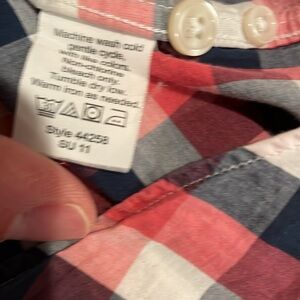 Machine wash cold
gentle cycle,
with like colors.
Non-chlorine
bleach only.
Tumble dry low.
Warm iron as needed.
Style 44258
SU 11